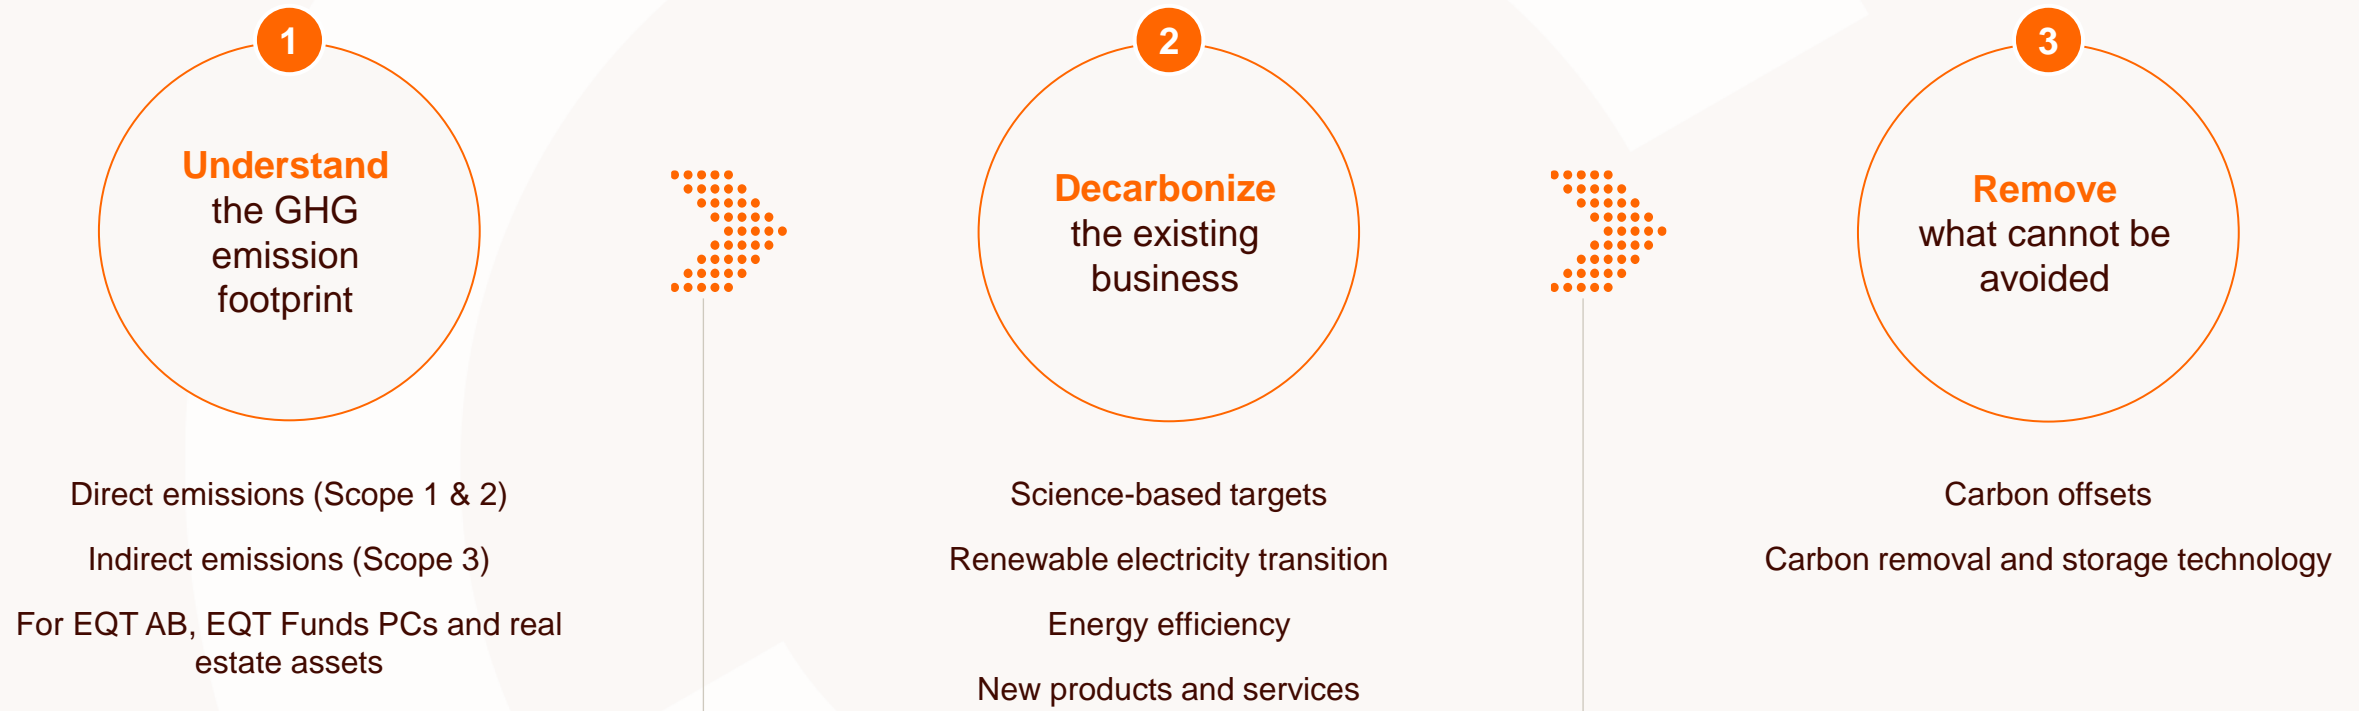 1
Understand
the GHG
emission
footprint
Direct emissions (Scope 1 & 2)
Indirect emissions (Scope 3)
For EQT AB, EQT Funds PCs and real
estate assets
2
Decarbonize
the existing
business
Science-based targets
Renewable electricity transition
Energy efficiency
New products and services
3
Remove
what cannot be
avoided
Carbon offsets
Carbon removal and storage technology